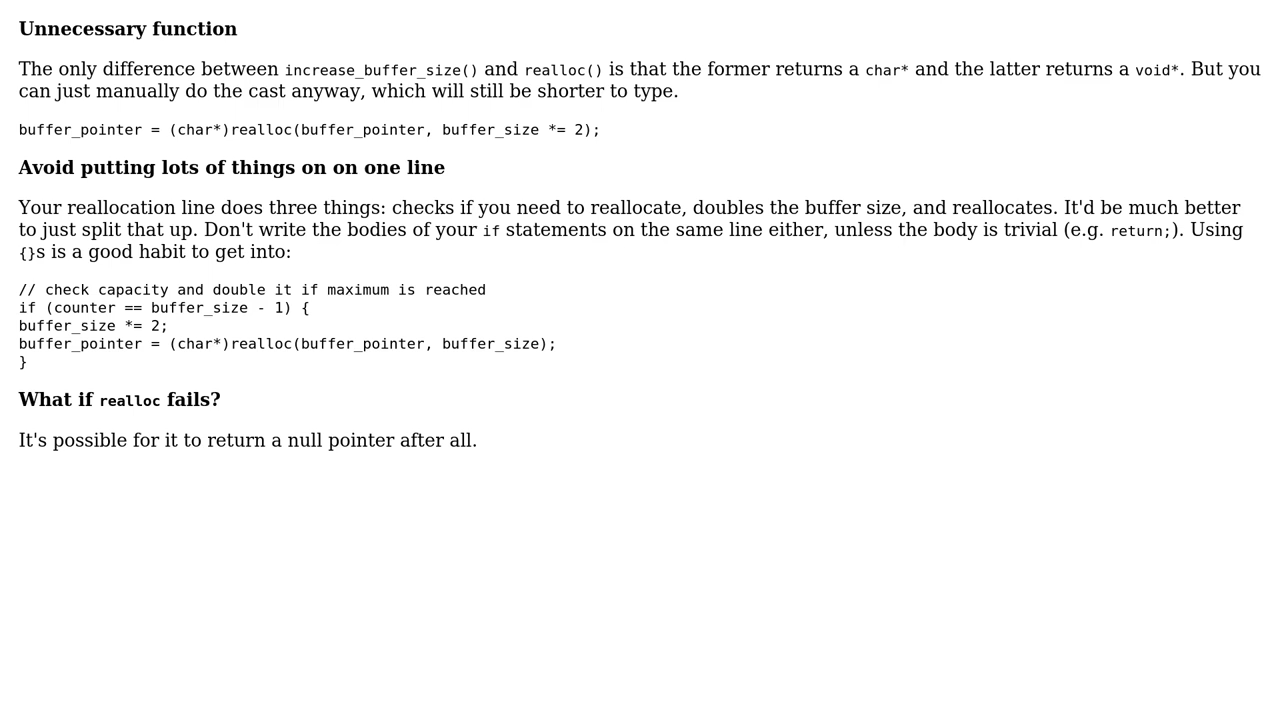 Unnecessary function
The only difference between increase_buffer_size() and realloc() is that the former returns a char* and the latter returns a void*. But you
can just manually do the cast anyway, which will still be shorter to type.
buffer_pointer = (char*)realloc(buffer_pointer, buffer_size *= 2);
Avoid putting lots of things on on one line
Your reallocation line does three things: checks if you need to reallocate, doubles the buffer size, and reallocates. It'd be much better
to just split that up. Don't write the bodies of your if statements on the same line either, unless the body is trivial (e.g. return;). Using
{}s is a good habit to get into:
// check capacity and double it if maximum is reached
if (counter == buffer_size - 1) {
buffer_size *= 2;
buffer_pointer = (char*)realloc(buffer_pointer, buffer_size);
}
What if realloc fails?
It's possible for it to return a null pointer after all.